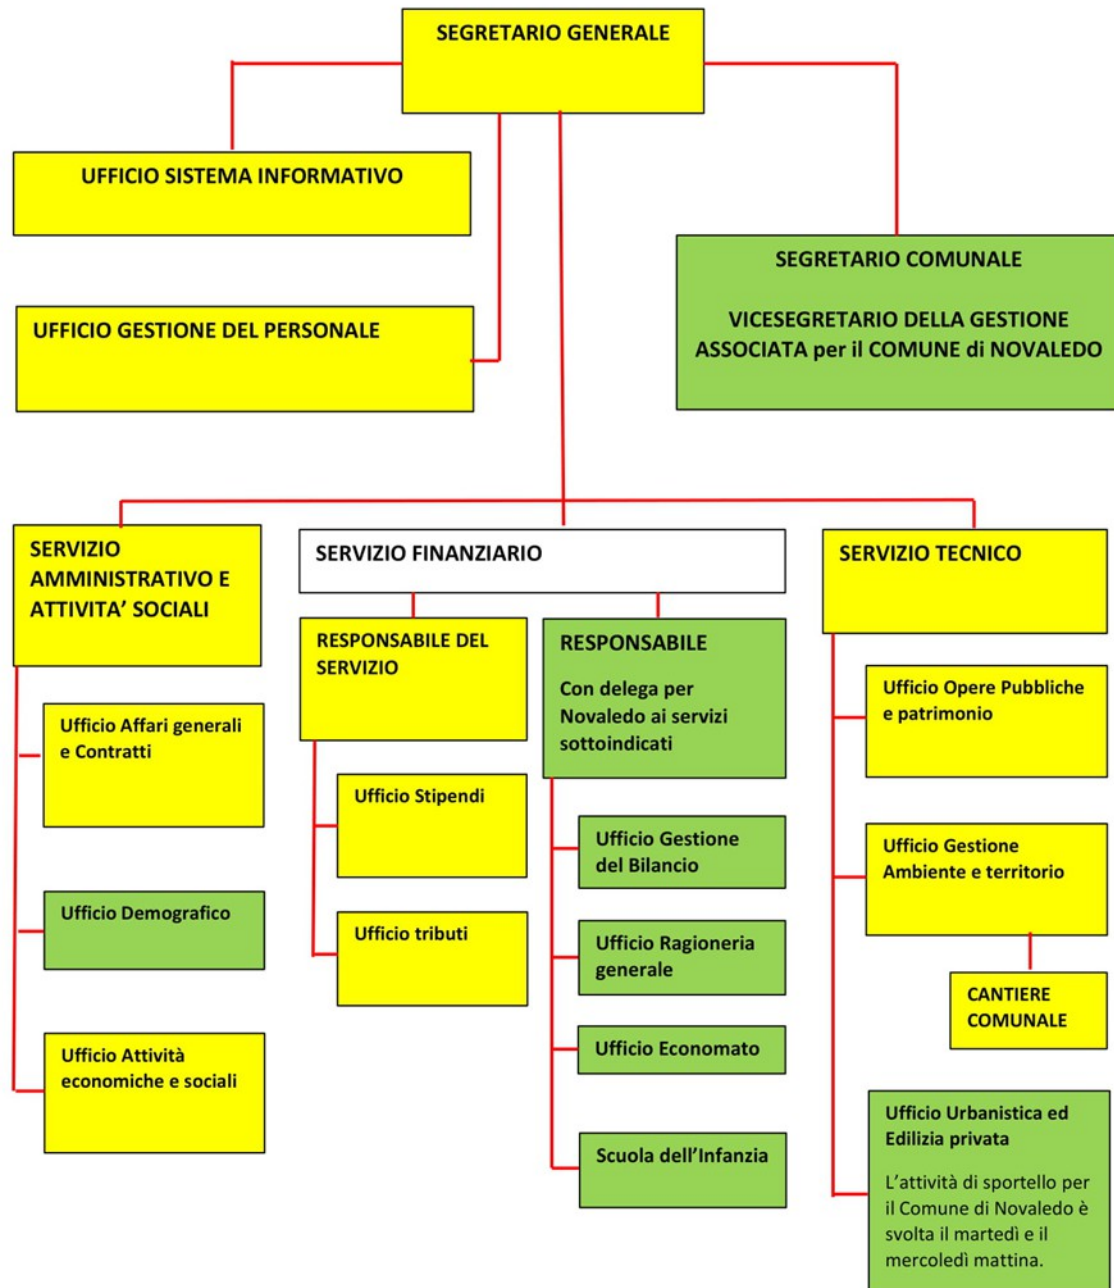 SEGRETARIO GENERALE
UFFICIO SISTEMA INFORMATIVO
UFFICIO GESTIONE DEL PERSONALE
SEGRETARIO COMUNALE
VICESEGRETARIO DELLA GESTIONE
ASSOCIATA per il COMUNE di NOVALEDO
SERVIZIO
AMMINISTRATIVO E
ATTIVITA’ SOCIALI
Ufficio Affari generali
e Contratti
Ufficio Demografico
Ufficio Attività
economiche e sociali
SERVIZIO FINANZIARIO
RESPONSABILE DEL
SERVIZIO
Ufficio Stipendi
Ufficio tributi
RESPONSABILE
Con delega per
Novaledo ai servizi
sottoindicati
Ufficio Gestione
del Bilancio
Ufficio Ragioneria
generale
Ufficio Economato
Scuola dell’Infanzia
SERVIZIO TECNICO
Ufficio Opere Pubbliche
e patrimonio
Ufficio Gestione
Ambiente e territorio
CANTIERE
COMUNALE
Ufficio Urbanistica ed
Edilizia privata
L’attività di sportello per
il Comune di Novaledo è
svolta il martedì e il
mercoledì mattina.